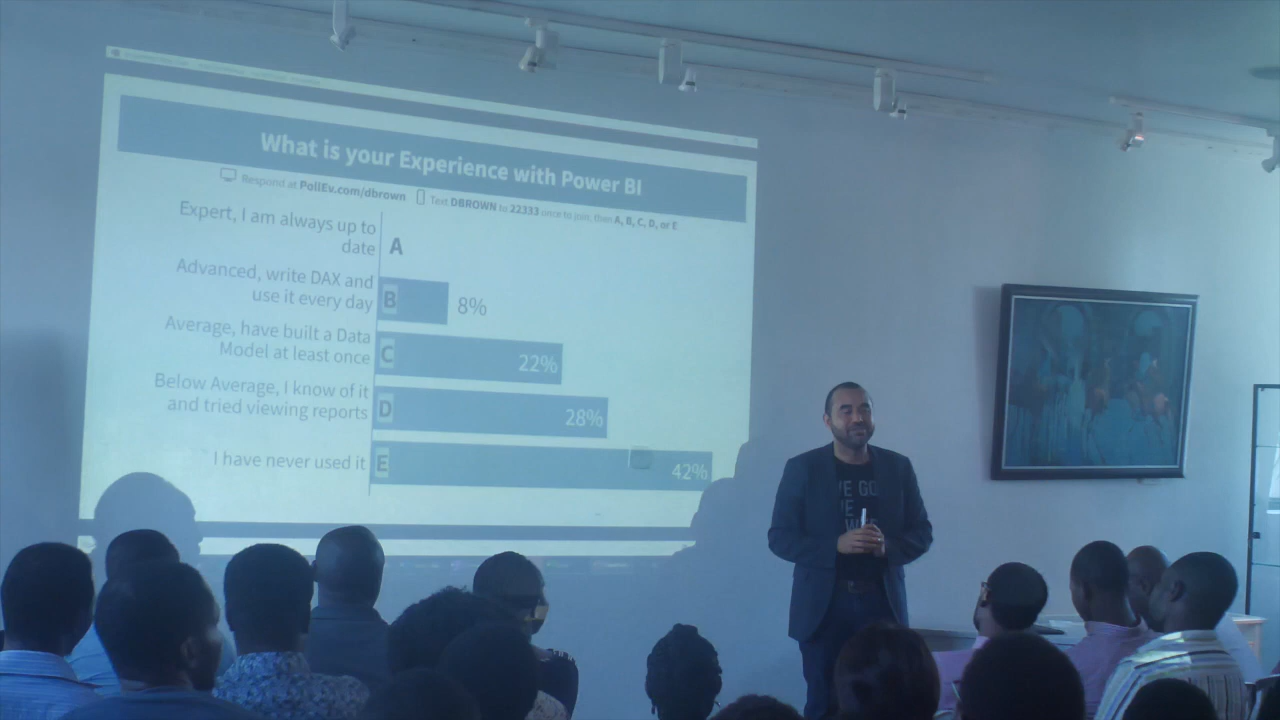 What is your Experience with Power BI
Respond at PollEv.com/dbrown Text DBROWN to 22333 once to join, then A, B, C, D, or E
Expert, I am always up to
date
A
Advanced, write DAX and
use it every day
B
8%
Average, have built a Data
Model at least once
C
22%
Below Average, I know of it
and tried viewing reports
D
28%
I have never used it
E
42%